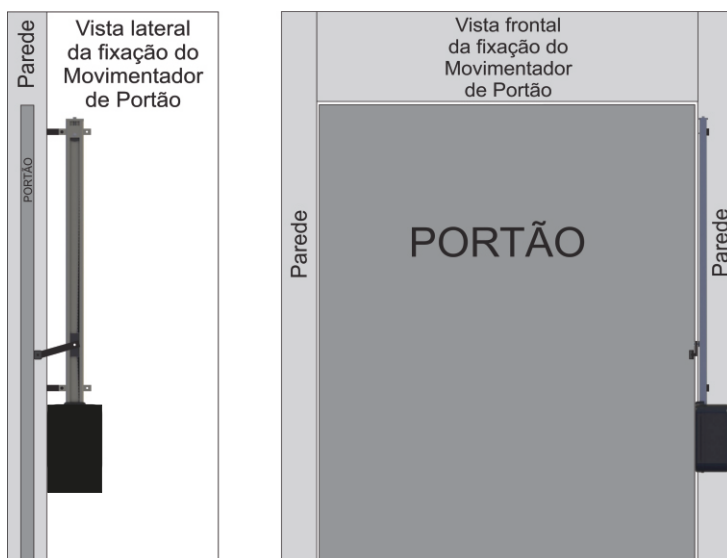 Parede
Vista lateral
da fixação do
Movimentador
de Portão
PORTÃO
Vista frontal
da fixação do
Movimentador
de Portão
Parede
PORTÃO
Parede